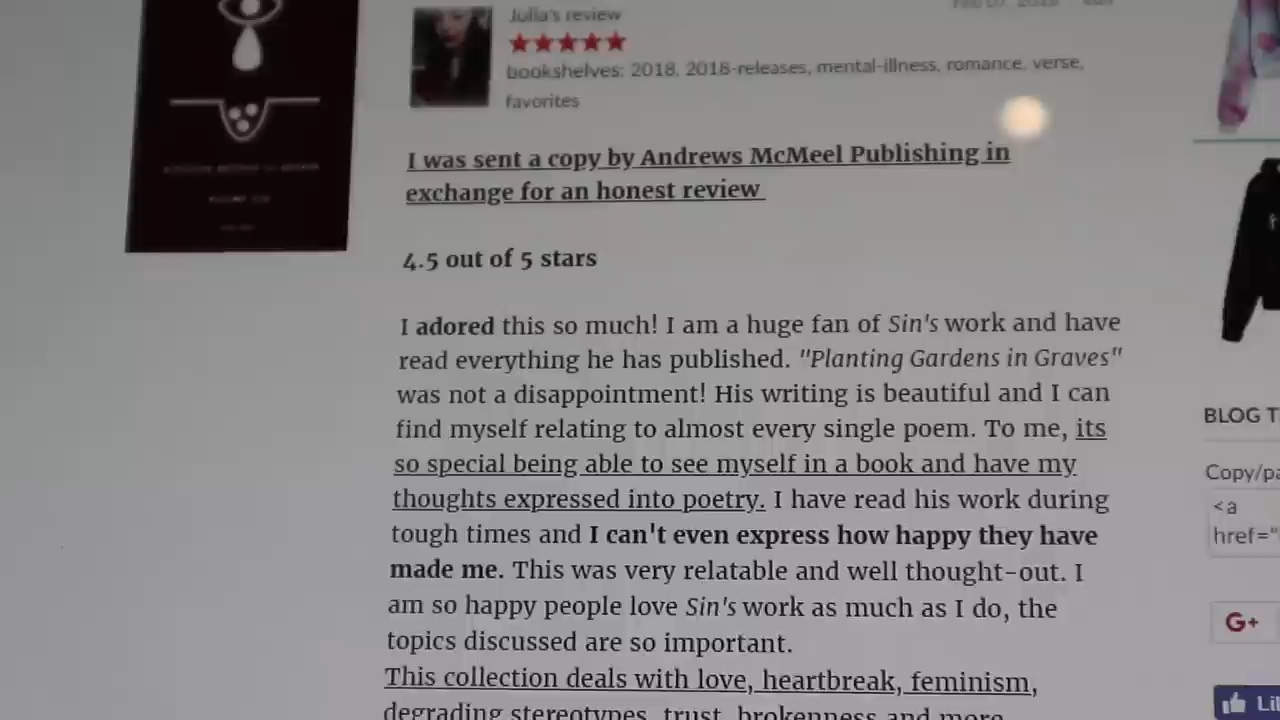 Julia's review
bookshelves: 2018, 2018-releases, mental-illness, romance, verse,
favorites
I was sent a copy by Andrews McMeel Publishing in
exchange for an honest review
4.5 out of 5 stars
I adored this so much! I am a huge fan of Sin's work and have
read everything he has published. "Planting Gardens in Graves"
was not a disappointment! His writing is beautiful and I can
find myself relating to almost every single poem. To me, its
so special being able to see myself in a book and have my
thoughts expressed into poetry. I have read his work during
tough times and I can't even express how happy they have
made me. This was very relatable and well thought-out. I
am so happy people love Sin's work as much as I do, the
topics discussed are so important.
This collection deals with love, heartbreak, feminism,
degrading stereotypes, trust, brokenness and more
BLOG T
Copy/pa
<a
href="
G+
Li